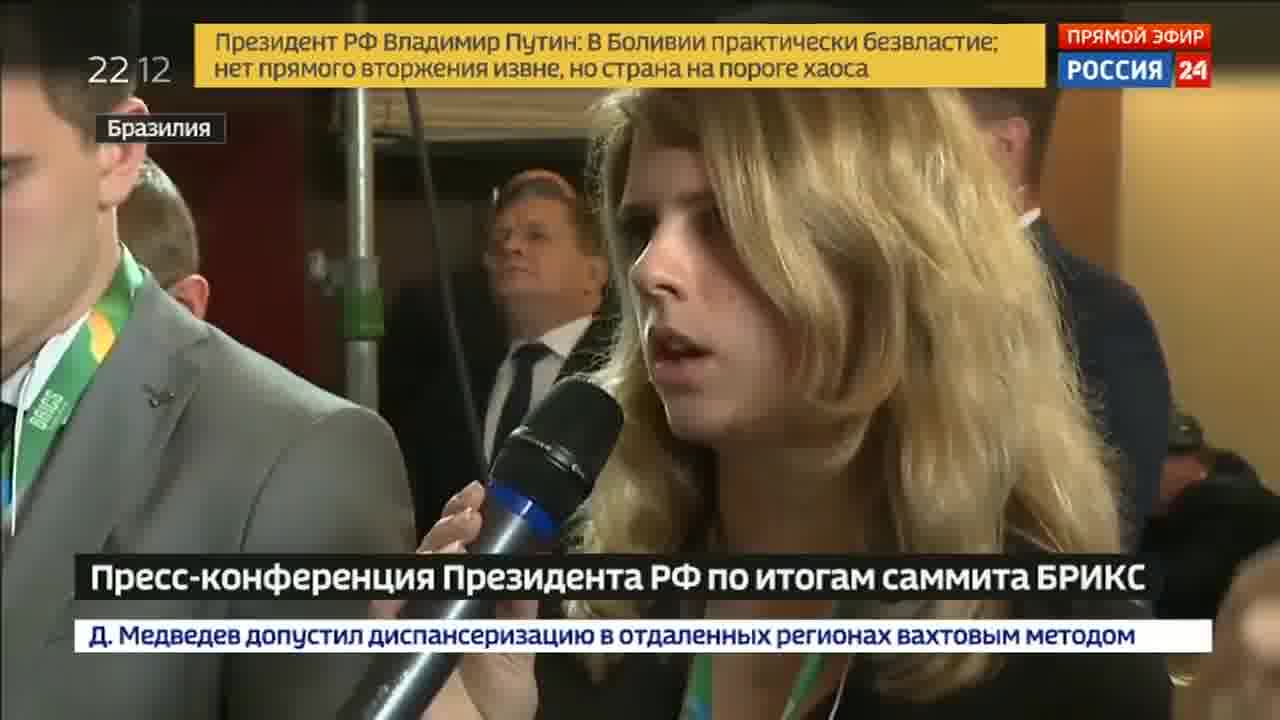 Президент РФ Владимир Путин: В Боливии практически безвластие;
нет прямого вторжения извне, но страна на пороге хаоса
ПРЯМОЙ ЭФИР
РОССИЯ 24
22 12
Бразилия
BRICS
Пресс-конференция Президента РФ по итогам саммита БРИКС
Д. Медведев допустил диспансеризацию в отдаленных регионах вахтовым методом